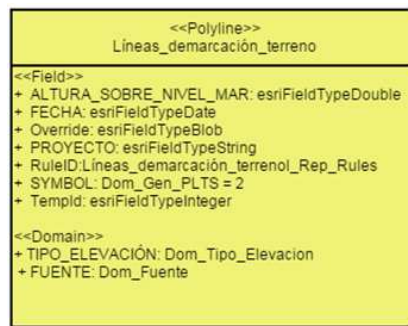 <<Polyline>>
Líneas_demarcación_terreno
<<Field>>
+ ALTURA_SOBRE_NIVEL_MAR: esriFieldTypeDouble
+ FECHA: esriFieldTypeDate
+ Override: esriFieldTypeBlob
+ PROYECTO: esriFieldTypeString
+ RuleID:Líneas_demarcación_terrenol_Rep_Rules
+ SYMBOL: Dom_Gen_PLTS = 2
+ TempId: esriFieldTypeInteger
<<Domain>>
+ TIPO_ELEVACIÓN: Dom_Tipo_Elevacion
+ FUENTE: Dom_Fuente